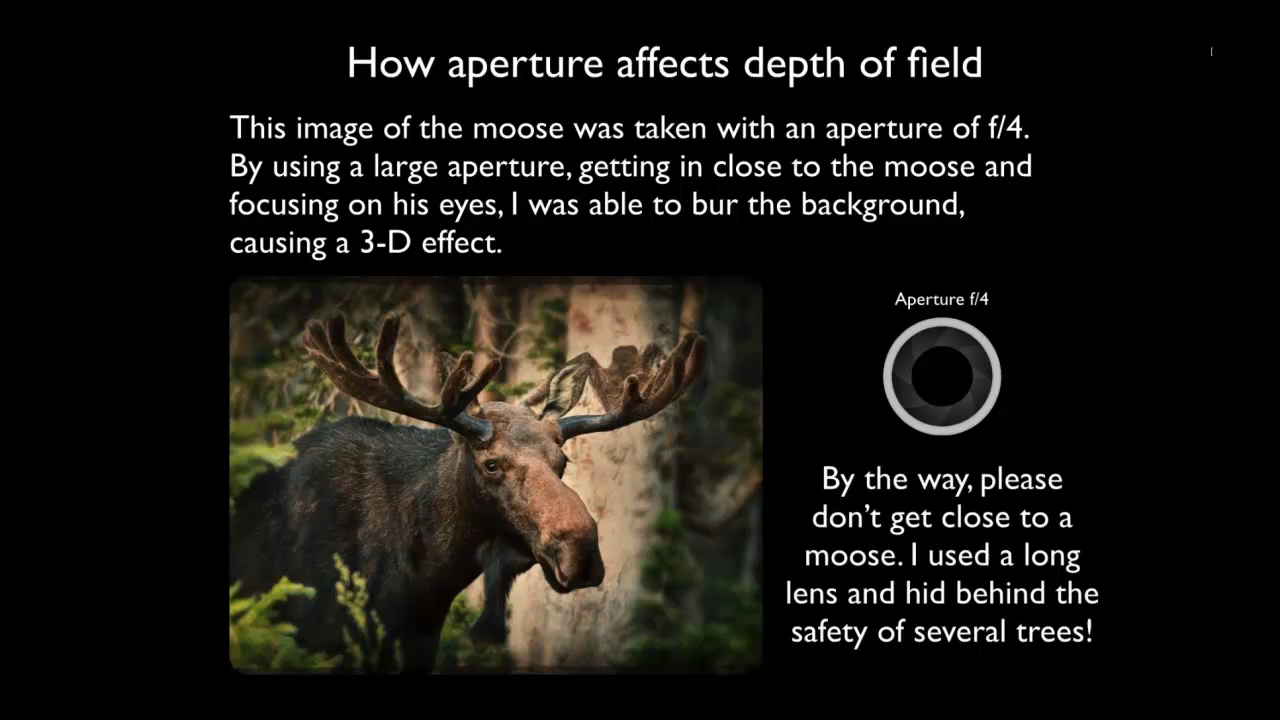 How aperture affects depth of field
This image of the moose was taken with an aperture of f/4.
By using a large aperture, getting in close to the moose and
focusing on his eyes, I was able to bur the background,
causing a 3-D effect.
Aperture f/4
By the way, please
don’t get close to a
moose. I used a long
lens and hid behind the
safety of several trees!